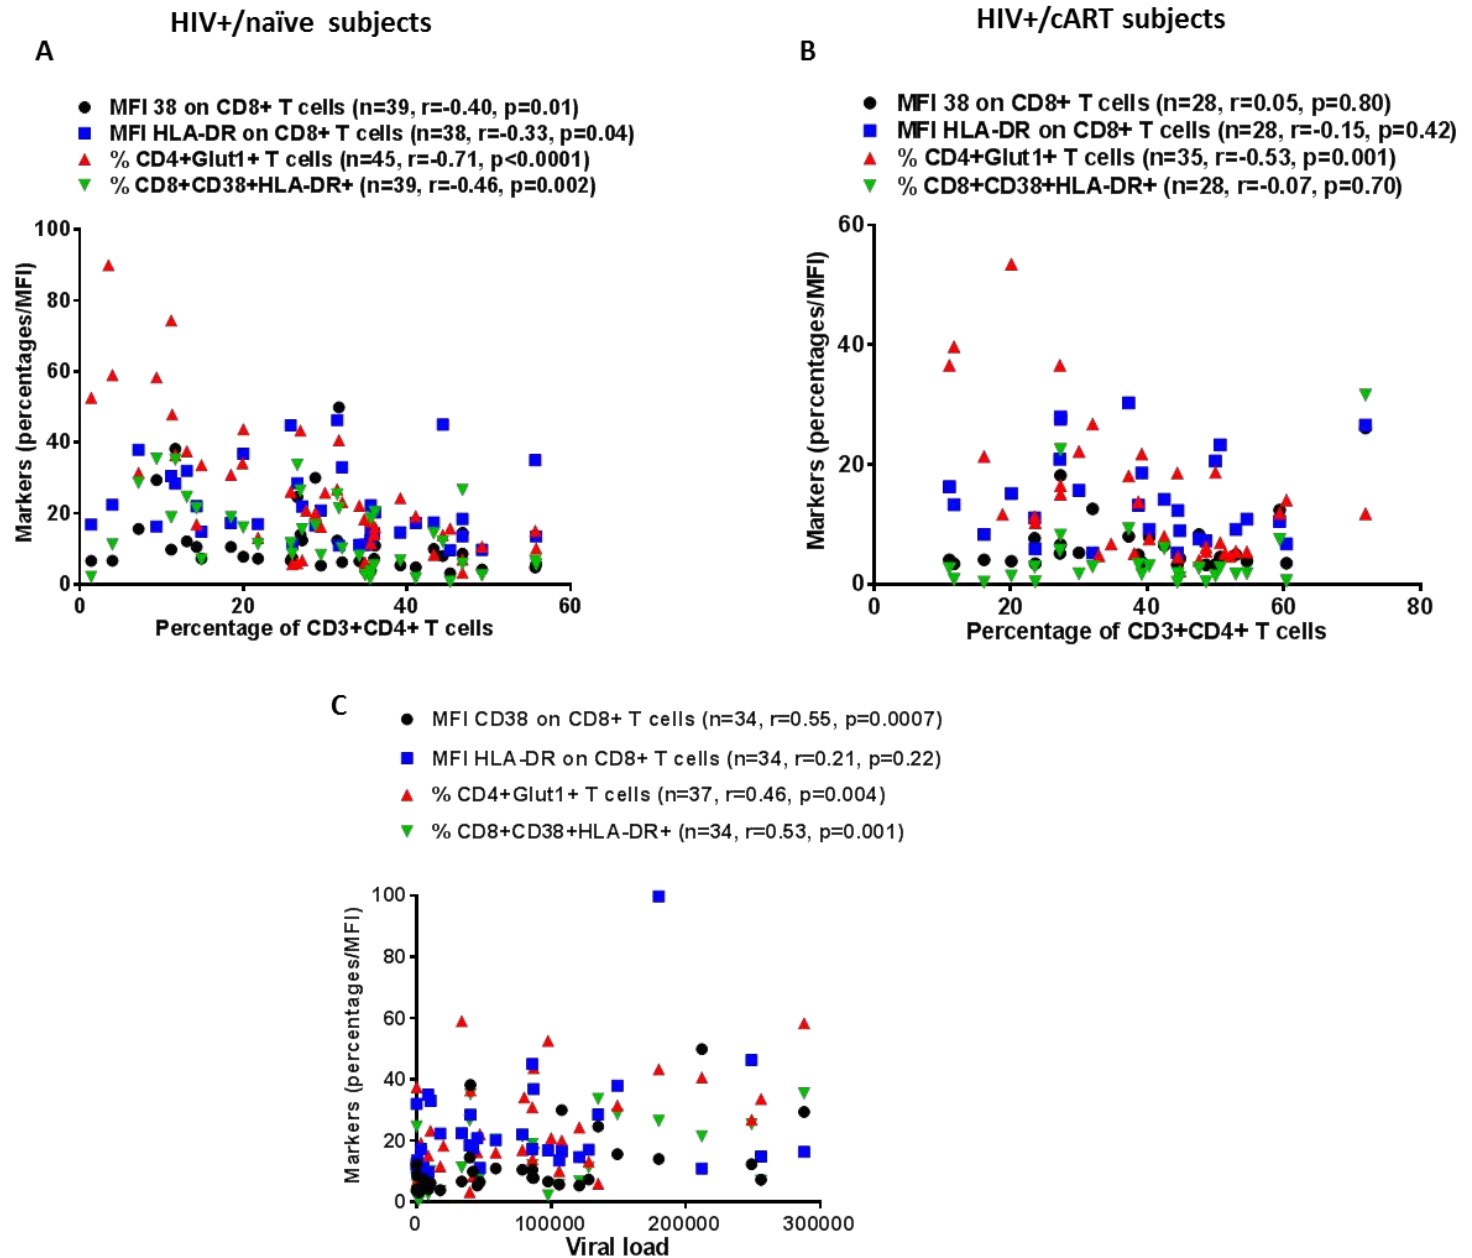 HIV+/naïve subjects
HIV+/cART subjects
A
B
MFI 38 on CD8+ T cells (n=39, r=-0.40, p=0.01)
MFI HLA-DR on CD8+ T cells (n=38, r=-0.33, p=0.04)
% CD4+Glut1+ T cells (n=45, r=-0.71, p<0.0001)
% CD8+CD38+HLA-DR+ (n=39, r=-0.46, p=0.002)
100
80
60
40
20
0
Markers (percentages/MFI)
0 20 40 60
Percentage of CD3+CD4+ T cells
MFI 38 on CD8+ T cells (n=28, r=0.05, p=0.80)
MFI HLA-DR on CD8+ T cells (n=28, r=-0.15, p=0.42)
% CD4+Glut1+ T cells (n=35, r=-0.53, p=0.001)
% CD8+CD38+HLA-DR+ (n=28, r=-0.07, p=0.70)
60
40
20
0
Markers (percentages/MFI)
0 20 40 60 80
Percentage of CD3+CD4+ T cells
C
MFI CD38 on CD8+ T cells (n=34, r=0.55, p=0.0007)
MFI HLA-DR on CD8+ T cells (n=34, r=0.21, p=0.22)
% CD4+Glut1+ T cells (n=37, r=0.46, p=0.004)
% CD8+CD38+HLA-DR+ (n=34, r=0.53, p=0.001)
100
80
60
40
20
0
Markers (percentages/MFI)
0 100000 200000 300000
Viral load